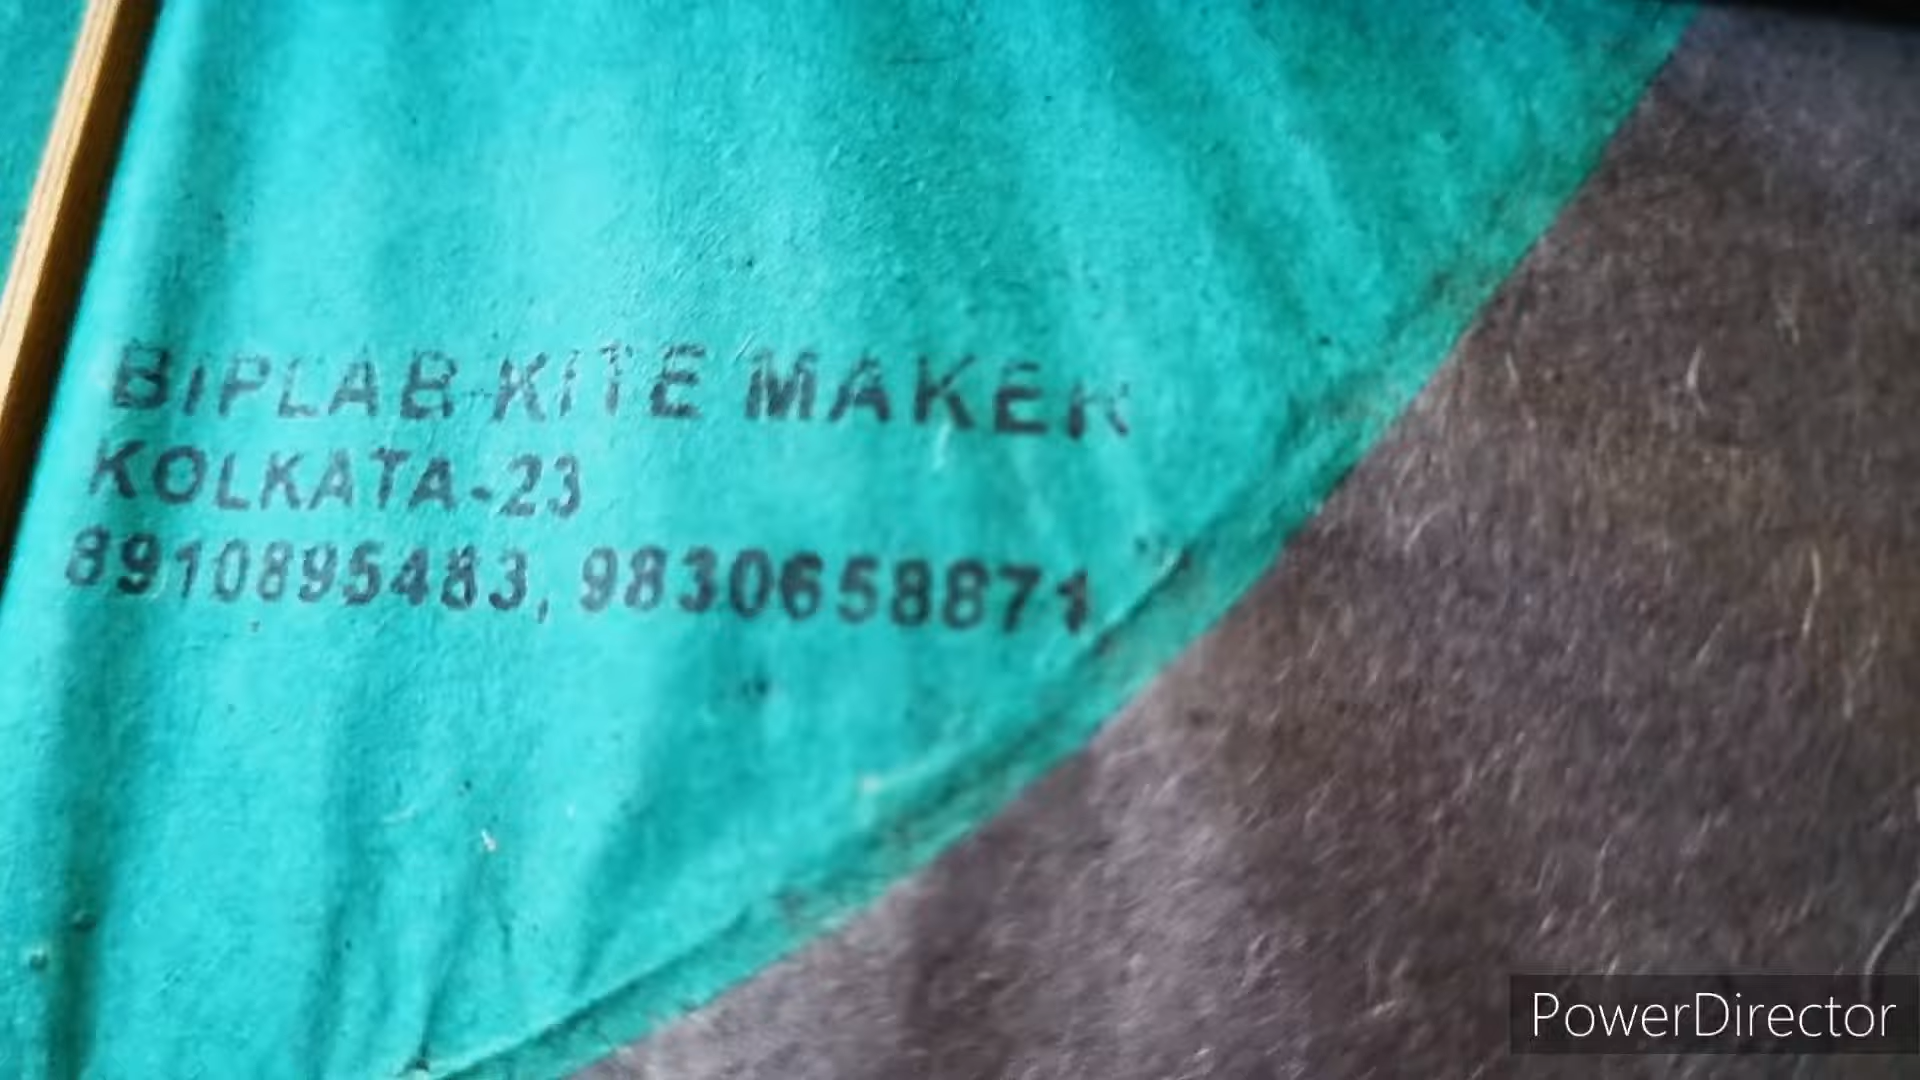 BIPLAB KITE MAKER
KOLKATA-23
8910895483, 9830658871
PowerDirector